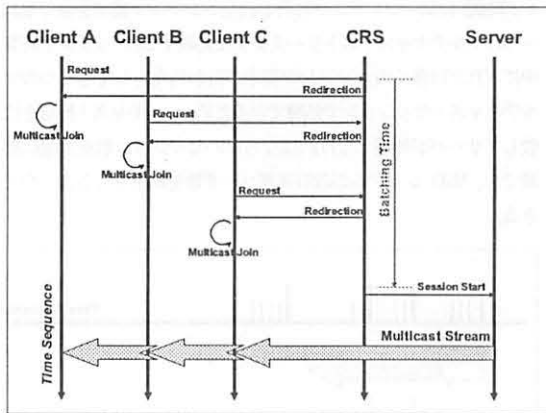 Client A Client B Client C CRS Server
Request
Redirection
Multicast Join
Request
Redirection
Multicast Join
Request
Redirection
Multicast Join
Batching Time
Session Start
Multicast Stream
Time Sequence